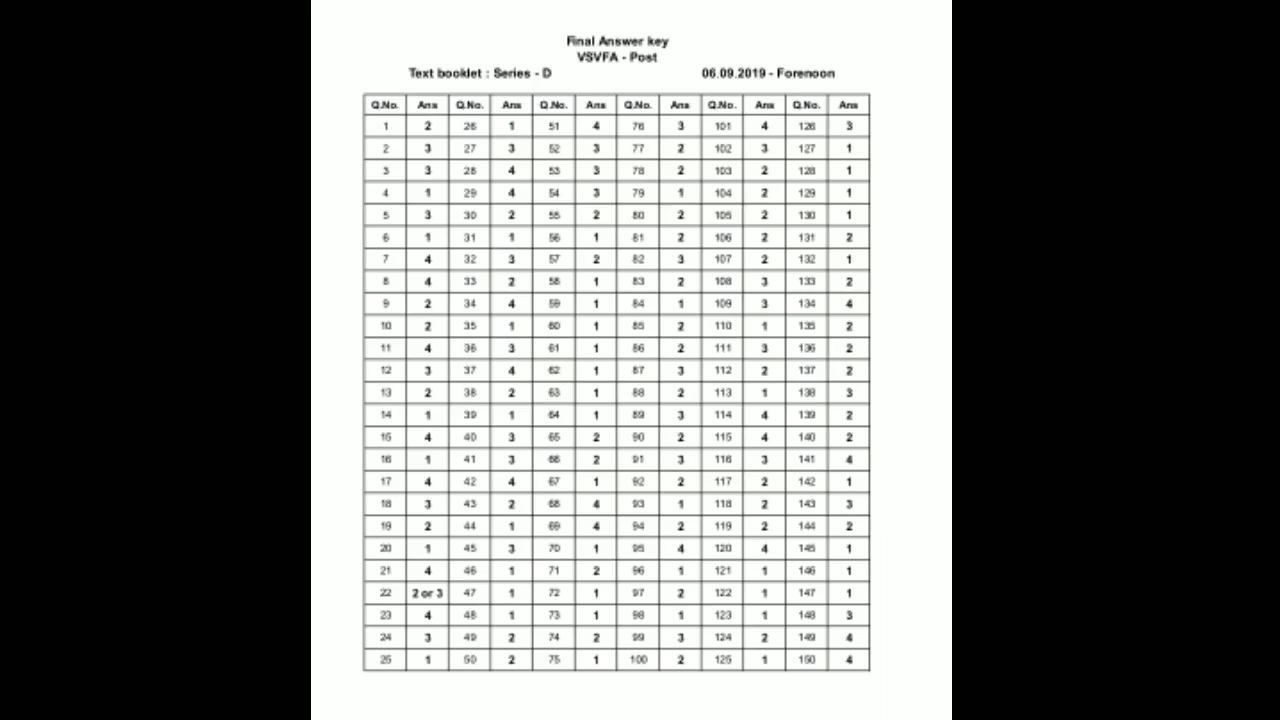 Final Answer key
VSVFA - Post
Text booklet : Series - D 06.09.2019 - Forenoon
Q.No. Ans Q.No. Ans Q.No. Ans Q.No. Ans Q.No. Ans Q.No. Ans
1 2 26 1 51 4 76 3 101 4 126 3
2 3 27 3 52 3 77 2 102 3 127 1
3 3 28 4 53 3 78 2 103 2 128 1
4 1 29 4 54 3 79 1 104 2 129 1
5 3 30 2 55 2 80 2 105 2 130 1
6 1 31 1 56 1 81 2 106 2 131 2
7 4 32 3 57 2 82 3 107 2 132 1
8 4 33 2 58 1 83 2 108 3 133 2
9 2 34 4 59 1 84 1 109 3 134 4
10 2 35 1 60 1 85 2 110 1 135 2
11 4 36 3 61 1 86 2 111 3 136 2
12 3 37 4 62 1 87 3 112 2 137 2
13 2 38 2 63 1 88 2 113 1 138 3
14 1 39 1 64 1 89 3 114 4 139 2
15 4 40 3 65 2 90 2 115 4 140 2
16 1 41 3 66 2 91 3 116 3 141 4
17 4 42 4 67 1 92 2 117 2 142 1
18 3 43 2 68 4 93 1 118 2 143 3
19 2 44 1 69 4 94 2 119 2 144 2
20 1 45 3 70 1 95 4 120 4 145 1
21 4 46 1 71 2 96 1 121 1 146 1
22 2 or 3 47 1 72 1 97 2 122 1 147 1
23 4 48 1 73 1 98 1 123 1 148 3
24 3 49 2 74 2 99 3 124 2 149 4
25 1 50 2 75 1 100 2 125 1 150 4